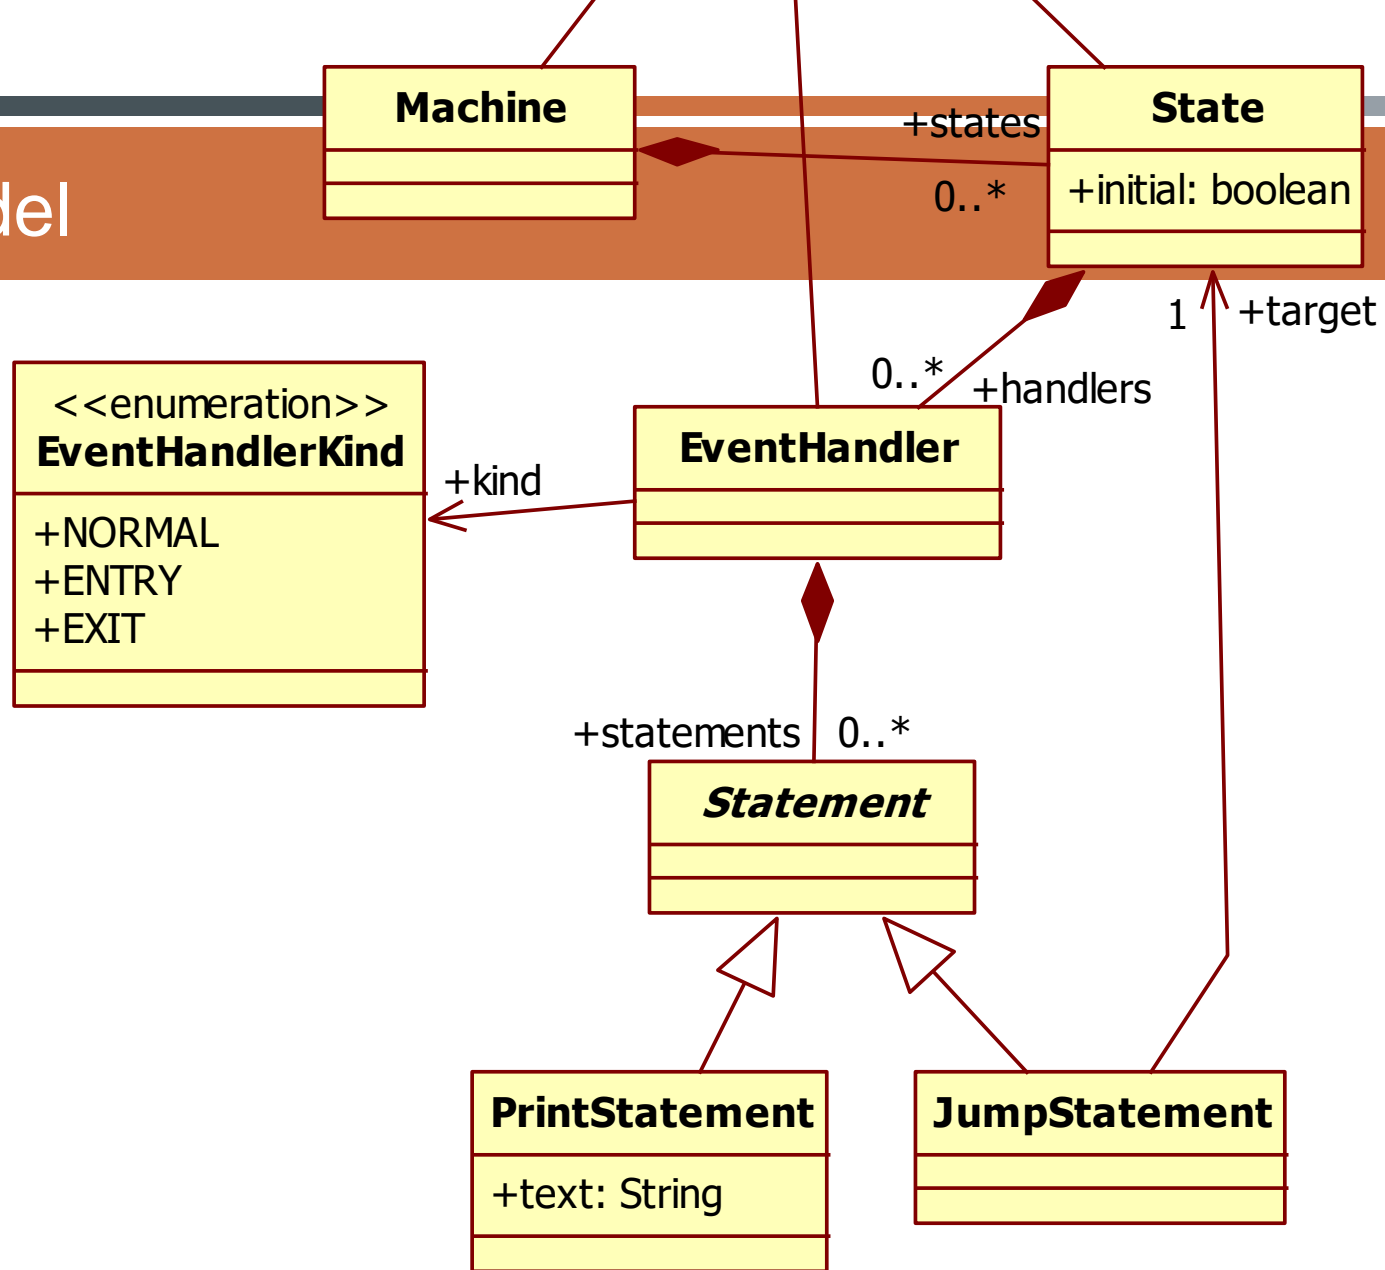 Machine
+states
0..*
State
+initial: boolean
1
+target
<<enumeration>>
EventHandlerKind
+NORMAL
+ENTRY
+EXIT
+kind
0..*
+handlers
EventHandler
+statements
0..*
Statement
PrintStatement
+text: String
JumpStatement